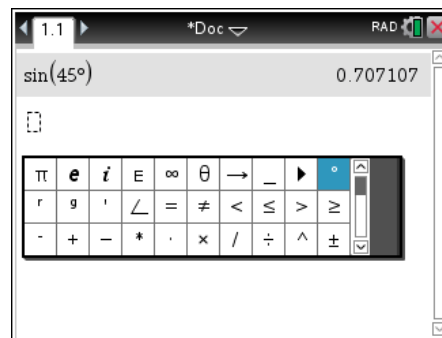 1.1 *Doc RAD
sin(45°) 0.707107
π e i E ∞ θ → _ ▶ °
r g ' ∠ = ≠ < ≤ > ≥
- + − * · × / ÷ ^ ±